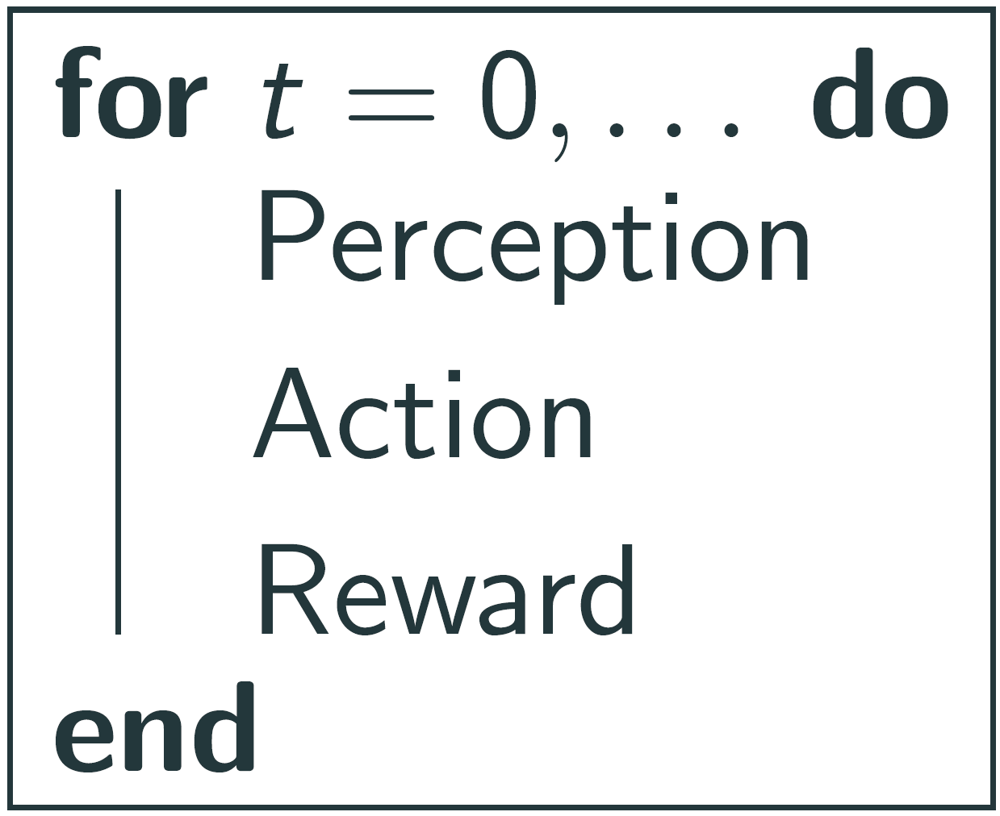 for t = 0, . . . do
Perception
Action
Reward
end